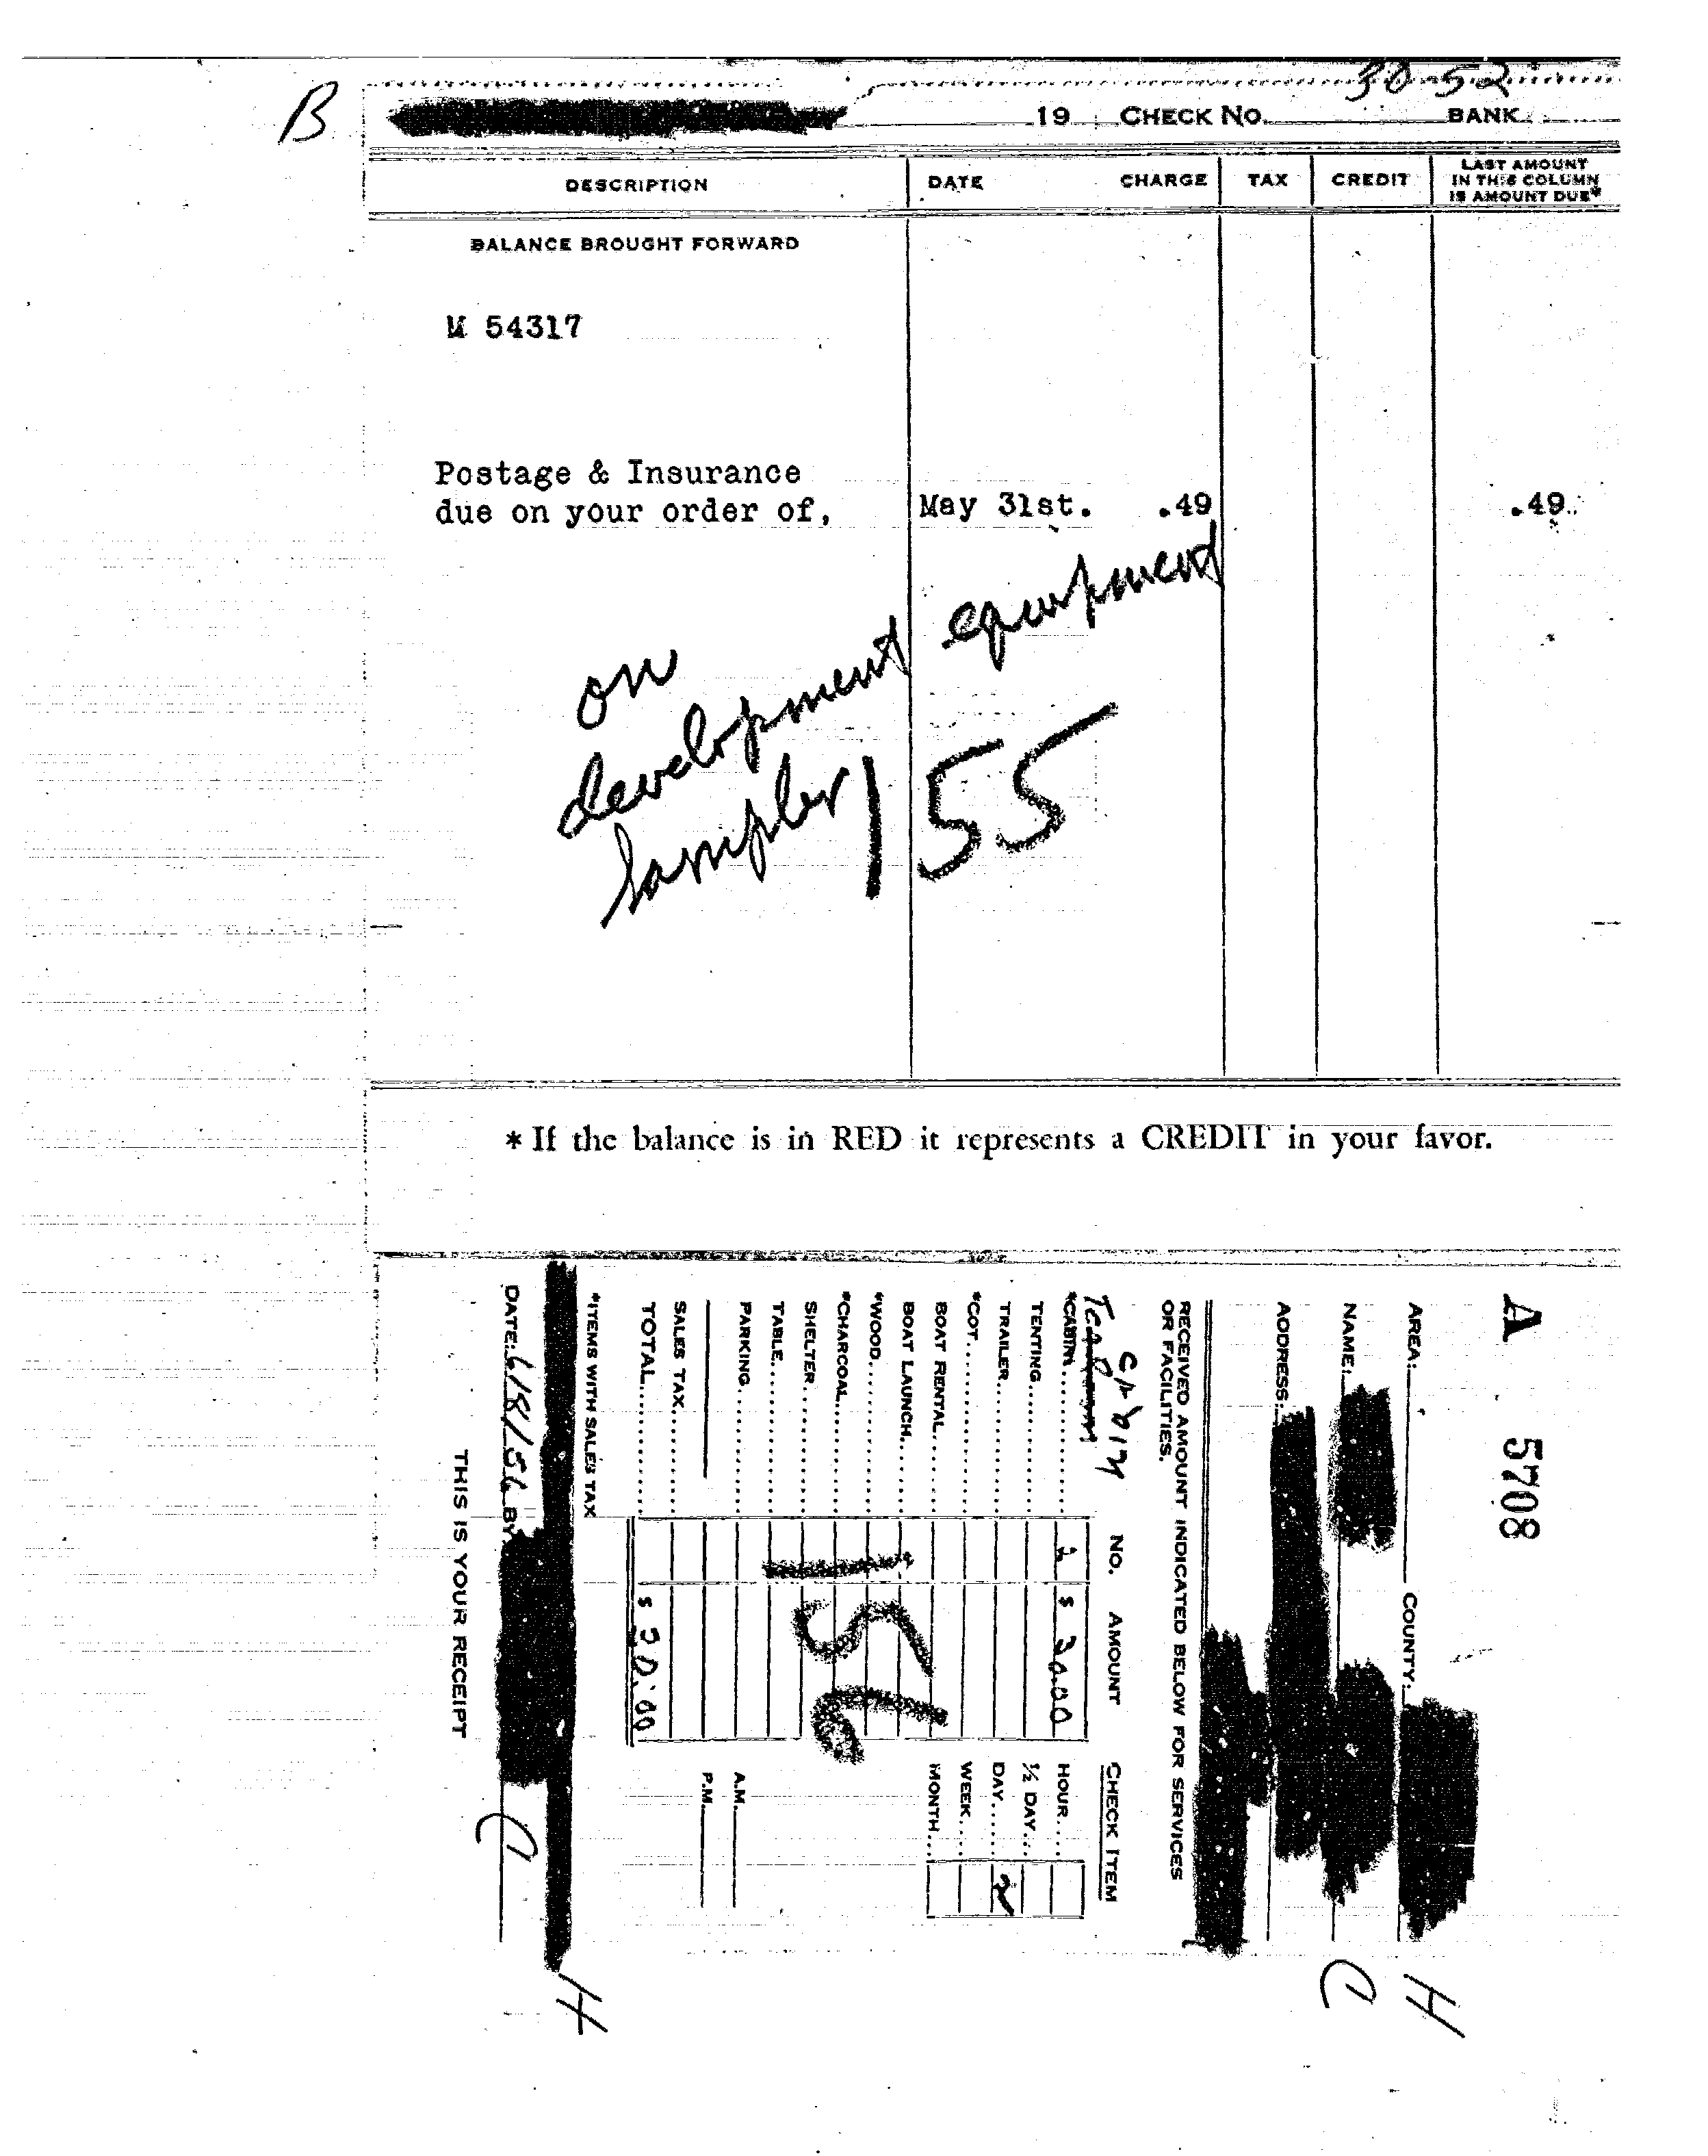 B
30-52
19 CHECK NO. BANK
DESCRIPTION DATE CHARGE TAX CREDIT LAST AMOUNT IN THIS COLUMN IS AMOUNT DUE*
BALANCE BROUGHT FORWARD
M 54317
Postage & Insurance
due on your order of, May 31st. .49 .49
on
development equipment
sampler
155
* If the balance is in RED it represents a CREDIT in your favor.
A 5708
AREA: COUNTY:
NAME:
ADDRESS:
RECEIVED AMOUNT INDICATED BELOW FOR SERVICES
OR FACILITIES.
Cabin
NO. AMOUNT CHECK ITEM
*CABIN 1 $ 30.00 HOUR
TENTING ½ DAY
TRAILER DAY 2
*COT WEEK
BOAT RENTAL MONTH
BOAT LAUNCH
*WOOD
*CHARCOAL
SHELTER
TABLE
PARKING A.M.
P.M.
SALES TAX
TOTAL $ 30.00
156
*ITEMS WITH SALES TAX
DATE: 6/18/56 BY
THIS IS YOUR RECEIPT
C
H
C
H